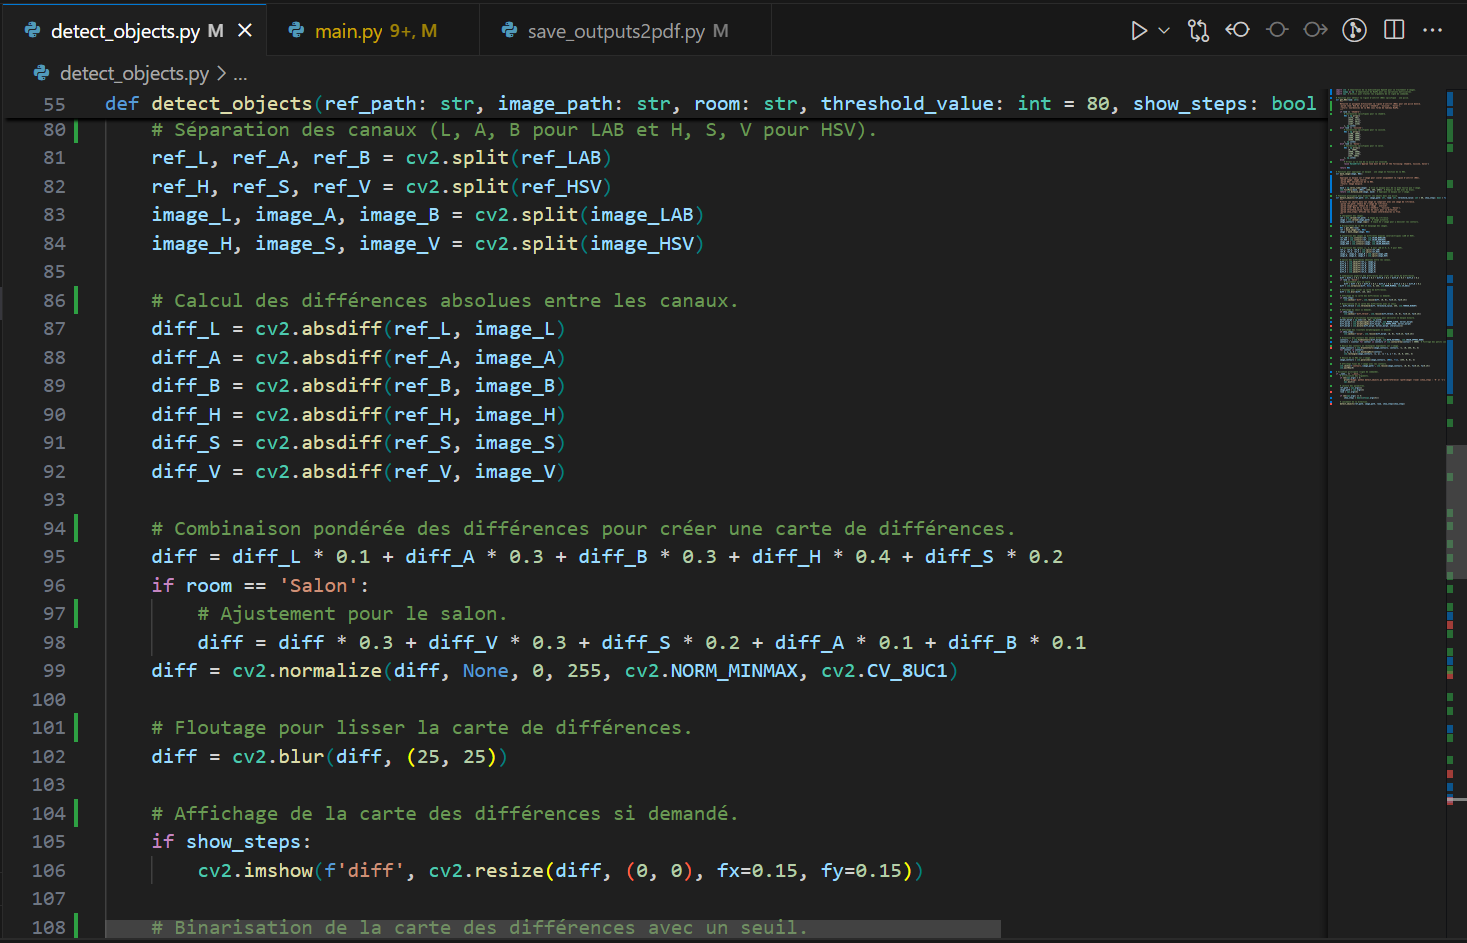 detect_objects.py M
main.py 9+, M
save_outputs2pdf.py M
detect_objects.py > ...
55 def detect_objects(ref_path: str, image_path: str, room: str, threshold_value: int = 80, show_steps: bool
80 # Séparation des canaux (L, A, B pour LAB et H, S, V pour HSV).
81 ref_L, ref_A, ref_B = cv2.split(ref_LAB)
82 ref_H, ref_S, ref_V = cv2.split(ref_HSV)
83 image_L, image_A, image_B = cv2.split(image_LAB)
84 image_H, image_S, image_V = cv2.split(image_HSV)
85
86 # Calcul des différences absolues entre les canaux.
87 diff_L = cv2.absdiff(ref_L, image_L)
88 diff_A = cv2.absdiff(ref_A, image_A)
89 diff_B = cv2.absdiff(ref_B, image_B)
90 diff_H = cv2.absdiff(ref_H, image_H)
91 diff_S = cv2.absdiff(ref_S, image_S)
92 diff_V = cv2.absdiff(ref_V, image_V)
93
94 # Combinaison pondérée des différences pour créer une carte de différences.
95 diff = diff_L * 0.1 + diff_A * 0.3 + diff_B * 0.3 + diff_H * 0.4 + diff_S * 0.2
96 if room == 'Salon':
97 # Ajustement pour le salon.
98 diff = diff * 0.3 + diff_V * 0.3 + diff_S * 0.2 + diff_A * 0.1 + diff_B * 0.1
99 diff = cv2.normalize(diff, None, 0, 255, cv2.NORM_MINMAX, cv2.CV_8UC1)
100
101 # Floutage pour lisser la carte de différences.
102 diff = cv2.blur(diff, (25, 25))
103
104 # Affichage de la carte des différences si demandé.
105 if show_steps:
106 cv2.imshow(f'diff', cv2.resize(diff, (0, 0), fx=0.15, fy=0.15))
107
108 # Binarisation de la carte des différences avec un seuil.